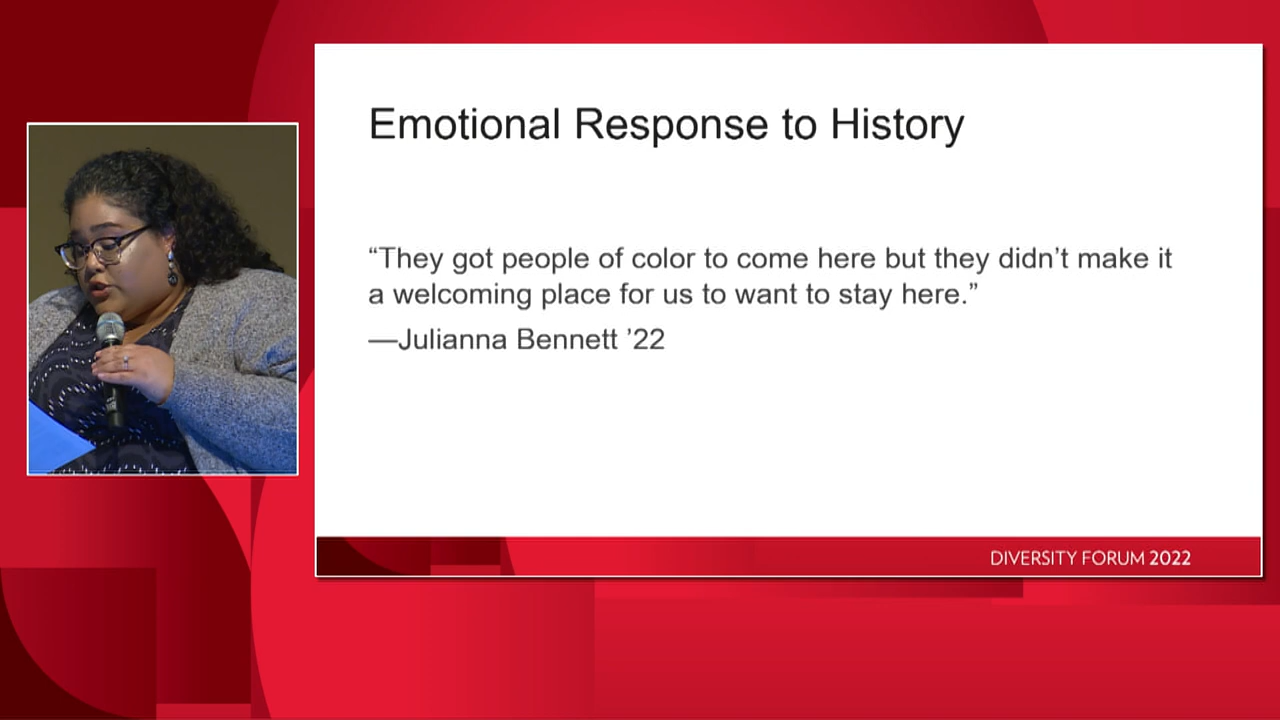 Emotional Response to History
“They got people of color to come here but they didn’t make it
a welcoming place for us to want to stay here.”
—Julianna Bennett ’22
DIVERSITY FORUM 2022